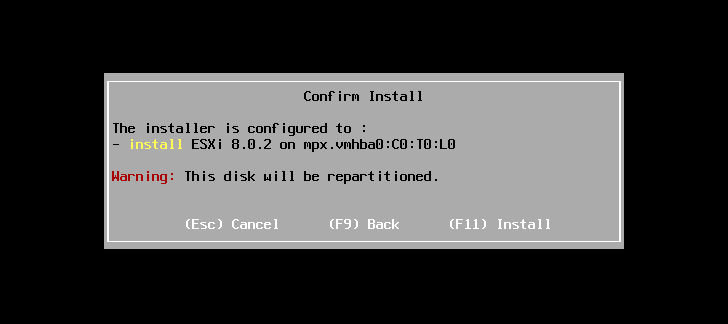 Confirm Install
The installer is configured to :
- install ESXi 8.0.2 on mpx.vmhba0:C0:T0:L0
Warning: This disk will be repartitioned.
(Esc) Cancel (F9) Back (F11) Install